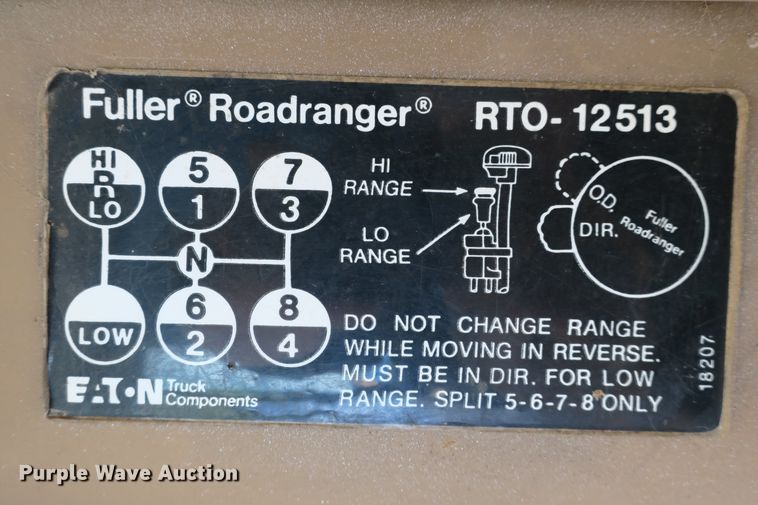 Fuller® Roadranger® RTO-12513
HI
R
LO
5
1
7
3
HI
RANGE
LO
RANGE
O.D.
DIR.
Fuller
Roadranger
N
LOW
6
2
8
4
DO NOT CHANGE RANGE
WHILE MOVING IN REVERSE.
MUST BE IN DIR. FOR LOW
RANGE. SPLIT 5-6-7-8 ONLY
18207
EAT•N Truck
Components
Purple Wave Auction